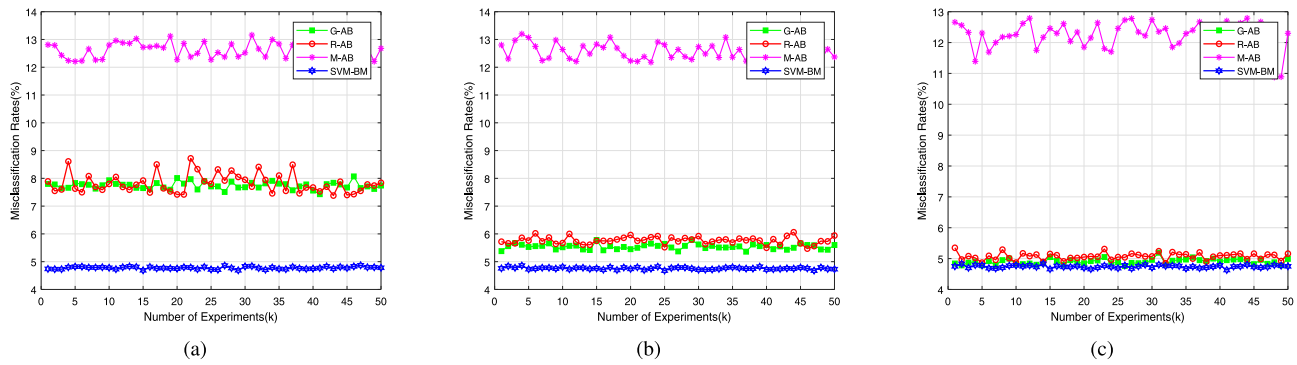 14
13
12
11
10
9
8
7
6
5
4
Misclassification Rates(%)
0 5 10 15 20 25 30 35 40 45 50
Number of Experiments(k)
G-AB
R-AB
M-AB
SVM-BM
(a)
14
13
12
11
10
9
8
7
6
5
4
Misclassification Rates(%)
0 5 10 15 20 25 30 35 40 45 50
Number of Experiments(k)
G-AB
R-AB
M-AB
SVM-BM
(b)
13
12
11
10
9
8
7
6
5
4
Misclassification Rates(%)
0 5 10 15 20 25 30 35 40 45 50
Number of Experiments(k)
G-AB
R-AB
M-AB
SVM-BM
(c)